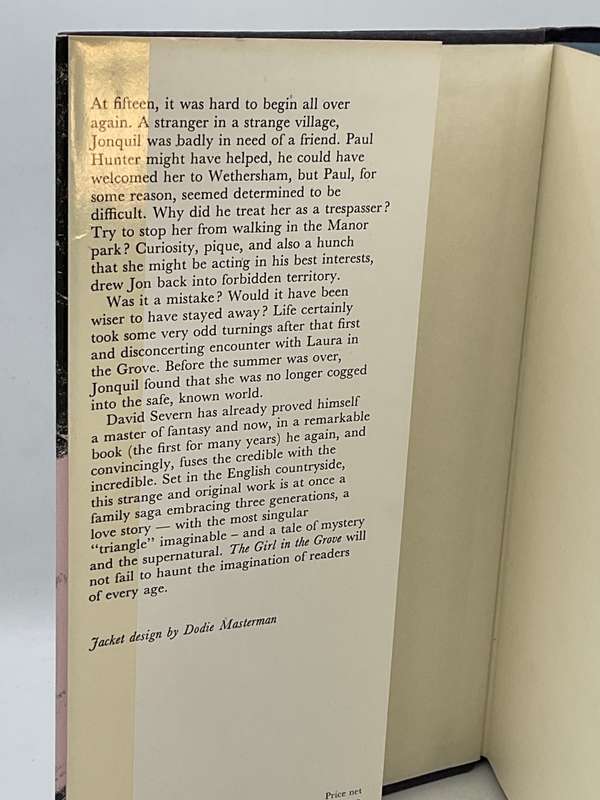 At fifteen, it was hard to begin all over
again. A stranger in a strange village,
Jonquil was badly in need of a friend. Paul
Hunter might have helped, he could have
welcomed her to Wethersham, but Paul, for
some reason, seemed determined to be
difficult. Why did he treat her as a trespasser?
Try to stop her from walking in the Manor
park? Curiosity, pique, and also a hunch
that she might be acting in his best interests,
drew Jon back into forbidden territory.
Was it a mistake? Would it have been
wiser to have stayed away? Life certainly
took some very odd turnings after that first
and disconcerting encounter with Laura in
the Grove. Before the summer was over,
Jonquil found that she was no longer cogged
into the safe, known world.
David Severn has already proved himself
a master of fantasy and now, in a remarkable
book (the first for many years) he again, and
convincingly, fuses the credible with the
incredible. Set in the English countryside,
this strange and original work is at once a
family saga embracing three generations, a
love story — with the most singular
"triangle" imaginable – and a tale of mystery
and the supernatural. The Girl in the Grove will
not fail to haunt the imagination of readers
of every age.
Jacket design by Dodie Masterman
Price net